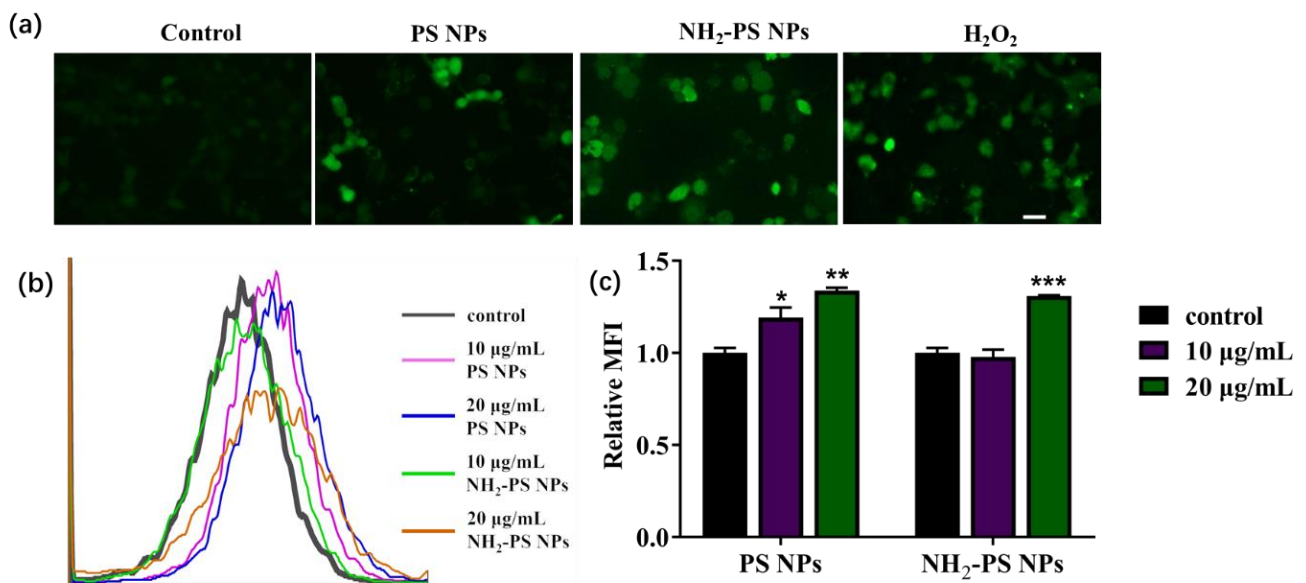 (a)
Control
PS NPs
NH₂-PS NPs
H₂O₂
(b)
control
10 µg/mL
PS NPs
20 µg/mL
PS NPs
10 µg/mL
NH₂-PS NPs
20 µg/mL
NH₂-PS NPs
(c)
Relative MFI
1.5
1.0
0.5
0.0
*
**
***
PS NPs
NH₂-PS NPs
control
10 µg/mL
20 µg/mL